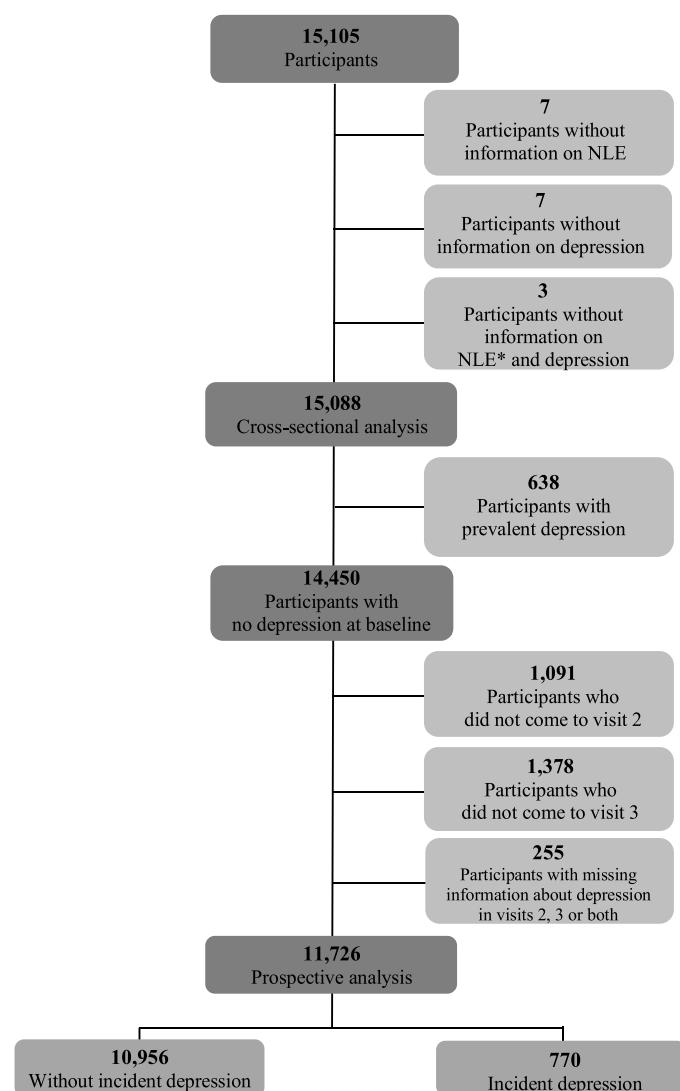 15,105
Participants
7
Participants without
information on NLE
7
Participants without
information on depression
3
Participants without
information on
NLE* and depression
15,088
Cross-sectional analysis
638
Participants with
prevalent depression
14,450
Participants with
no depression at baseline
1,091
Participants who
did not come to visit 2
1,378
Participants who
did not come to visit 3
255
Participants with missing
information about depression
in visits 2, 3 or both
11,726
Prospective analysis
10,956
Without incident depression
770
Incident depression